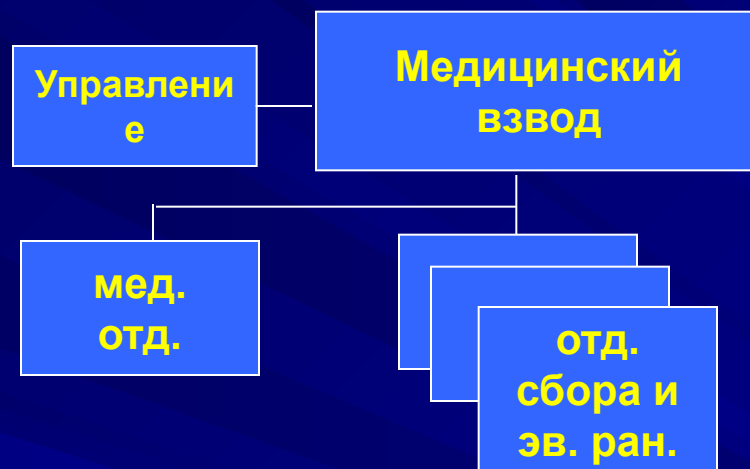 Управлени
е
Медицинский
взвод
мед.
отд.
отд.
сбора и
эв. ран.